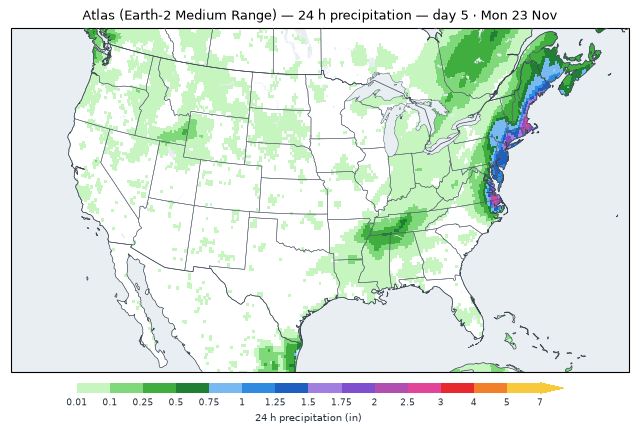 Atlas (Earth-2 Medium Range) — 24 h precipitation — day 5 · Mon 23 Nov
0.01 0.1 0.25 0.5 0.75 1 1.25 1.5 1.75 2 2.5 3 4 5 7
24 h precipitation (in)